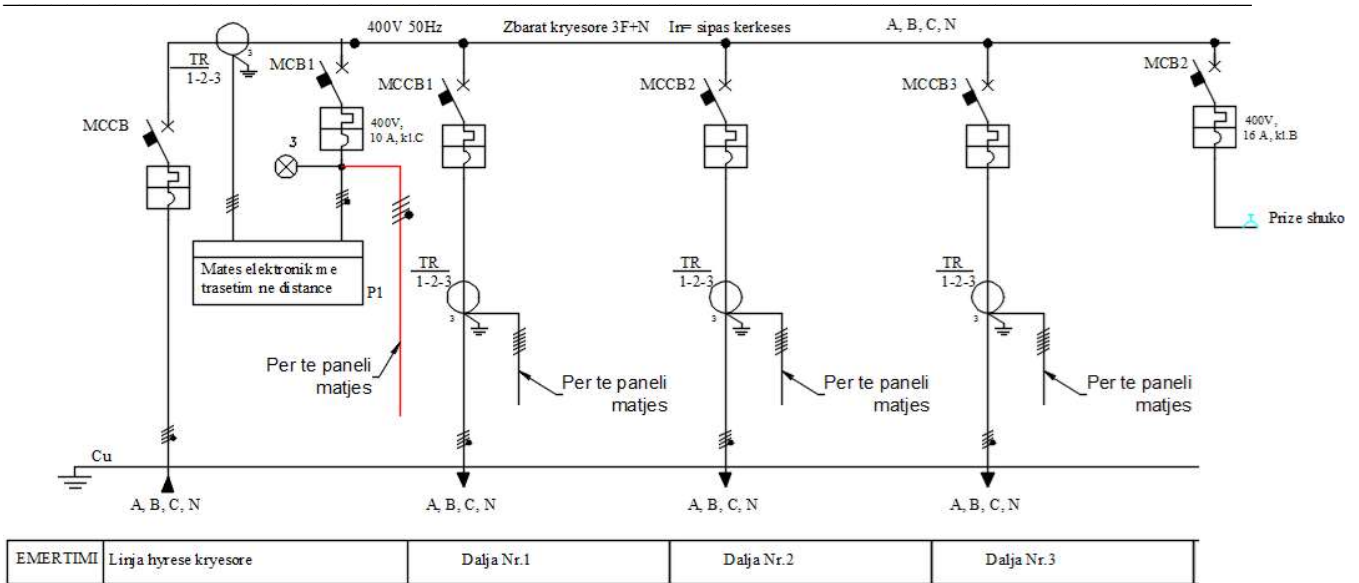 400V 50Hz Zbarat kryesore 3F+N In= sipas kerkeses A, B, C, N
TR
1-2-3
3
MCCB
MCB1
400V,
10 A, kl.C
3
MCCB1
MCCB2
MCCB3
MCB2
400V,
16 A, kl.B
Prize shuko
Mates elektronik me
trasetim ne distance
P1
TR
1-2-3
3
TR
1-2-3
3
TR
1-2-3
3
Per te paneli
matjes
Per te paneli
matjes
Per te paneli
matjes
Per te paneli
matjes
Cu
A, B, C, N
A, B, C, N
A, B, C, N
A, B, C, N
EMERTIMI Linja hyrese kryesore Dalja Nr.1 Dalja Nr.2 Dalja Nr.3